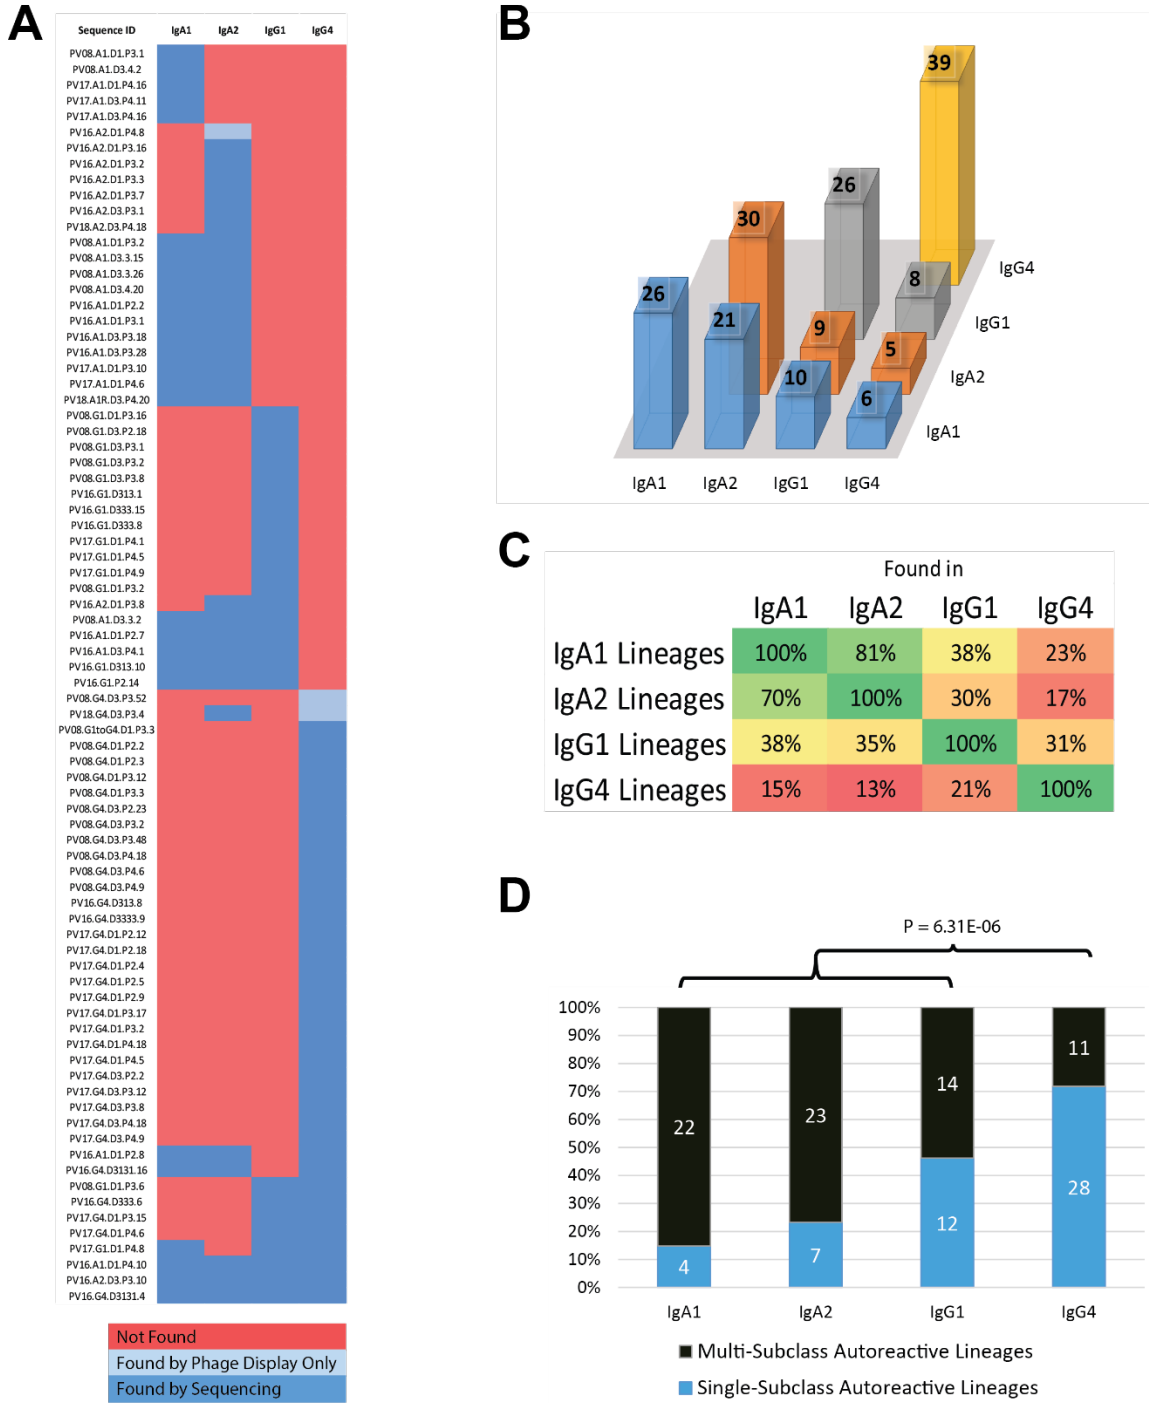 A
Sequence ID IgA1 IgA2 IgG1 IgG4
PV08.A1.D1.P3.1
PV08.A1.D3.4.2
PV17.A1.D1.P4.16
PV17.A1.D3.P4.11
PV17.A1.D3.P4.16
PV16.A2.D1.P4.8
PV16.A2.D1.P3.16
PV16.A2.D1.P3.2
PV16.A2.D1.P3.3
PV16.A2.D1.P3.7
PV16.A2.D3.P3.1
PV18.A2.D3.P4.18
PV08.A1.D1.P3.2
PV08.A1.D3.3.15
PV08.A1.D3.3.26
PV08.A1.D3.4.20
PV16.A1.D1.P2.2
PV16.A1.D1.P3.1
PV16.A1.D3.P3.18
PV16.A1.D3.P3.28
PV17.A1.D1.P3.10
PV17.A1.D1.P4.6
PV18.A1R.D3.P4.20
PV08.G1.D1.P3.16
PV08.G1.D3.P2.18
PV08.G1.D3.P3.1
PV08.G1.D3.P3.2
PV08.G1.D3.P3.8
PV16.G1.D313.1
PV16.G1.D333.15
PV16.G1.D333.8
PV17.G1.D1.P4.1
PV17.G1.D1.P4.5
PV17.G1.D1.P4.9
PV08.G1.D1.P3.2
PV16.A2.D1.P3.8
PV08.A1.D3.3.2
PV16.A1.D1.P2.7
PV16.A1.D3.P4.1
PV16.G1.D313.10
PV16.G1.P2.14
PV08.G4.D3.P3.52
PV18.G4.D3.P3.4
PV08.G1toG4.D1.P3.3
PV08.G4.D1.P2.2
PV08.G4.D1.P2.3
PV08.G4.D1.P3.12
PV08.G4.D1.P3.3
PV08.G4.D3.P2.23
PV08.G4.D3.P3.2
PV08.G4.D3.P3.48
PV08.G4.D3.P4.18
PV08.G4.D3.P4.6
PV08.G4.D3.P4.9
PV16.G4.D313.8
PV16.G4.D3333.9
PV17.G4.D1.P2.12
PV17.G4.D1.P2.18
PV17.G4.D1.P2.4
PV17.G4.D1.P2.5
PV17.G4.D1.P2.9
PV17.G4.D1.P3.17
PV17.G4.D1.P3.2
PV17.G4.D1.P4.18
PV17.G4.D1.P4.5
PV17.G4.D3.P2.2
PV17.G4.D3.P3.12
PV17.G4.D3.P3.8
PV17.G4.D3.P4.18
PV17.G4.D3.P4.9
PV16.A1.D1.P2.8
PV16.G4.D3131.16
PV08.G1.D1.P3.6
PV16.G4.D333.6
PV17.G4.D1.P3.15
PV17.G4.D1.P4.6
PV17.G1.D1.P4.8
PV16.A1.D1.P4.10
PV16.A2.D3.P3.10
PV16.G4.D3131.4
Not Found
Found by Phage Display Only
Found by Sequencing
B
39
26
30
8
26
21
9
5
10
6
IgG4
IgG1
IgA2
IgA1
IgA1 IgA2 IgG1 IgG4
C
Found in
IgA1 IgA2 IgG1 IgG4
IgA1 Lineages 100% 81% 38% 23%
IgA2 Lineages 70% 100% 30% 17%
IgG1 Lineages 38% 35% 100% 31%
IgG4 Lineages 15% 13% 21% 100%
D
P = 6.31E-06
100%
90%
80%
70%
60%
50%
40%
30%
20%
10%
0%
22 23 14 11
4 7 12 28
IgA1 IgA2 IgG1 IgG4
Multi-Subclass Autoreactive Lineages
Single-Subclass Autoreactive Lineages